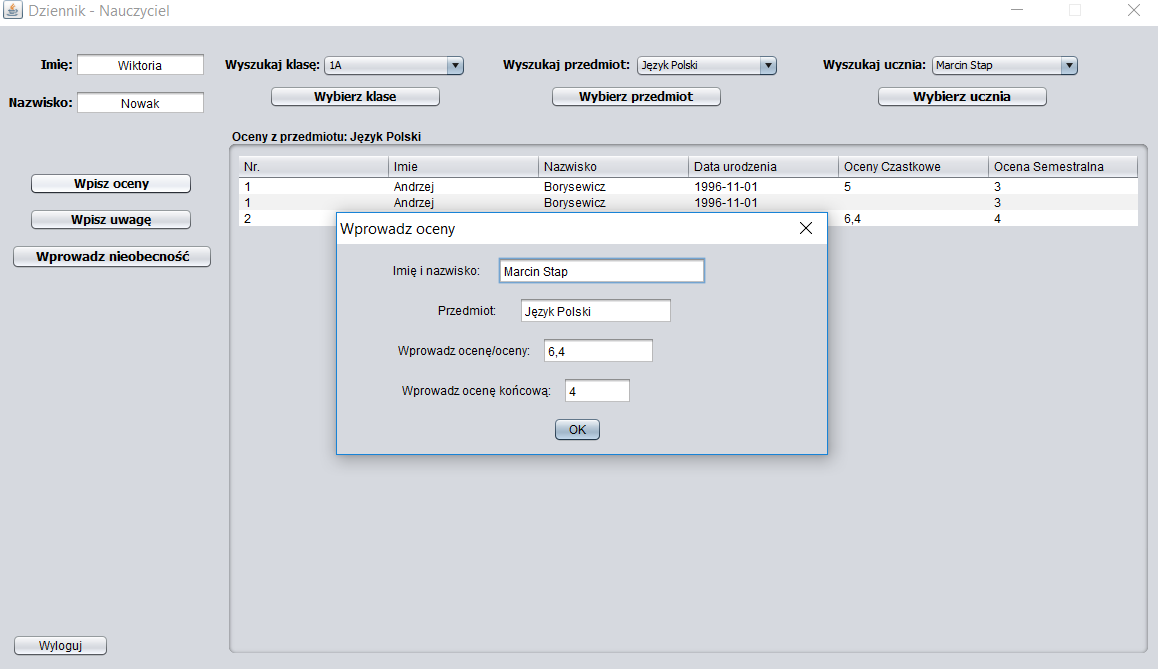 Dziennik - Nauczyciel
Imię: Wiktoria
Wyszukaj klasę: 1A
Wyszukaj przedmiot: Język Polski
Wyszukaj ucznia: Marcin Stap
Wybierz klase
Wybierz przedmiot
Wybierz ucznia
Nazwisko: Nowak
Oceny z przedmiotu: Język Polski
Nr. Imie Nazwisko Data urodzenia Oceny Czastkowe Ocena Semestralna
1 Andrzej Borysewicz 1996-11-01 5 3
1 Andrzej Borysewicz 1996-11-01 3
2 6,4 4
Wpisz oceny
Wpisz uwagę
Wprowadz nieobecność
Wprowadz oceny
Imię i nazwisko: Marcin Stap
Przedmiot: Język Polski
Wprowadz ocenę/oceny: 6,4
Wprowadz ocenę końcową: 4
OK
Wyloguj